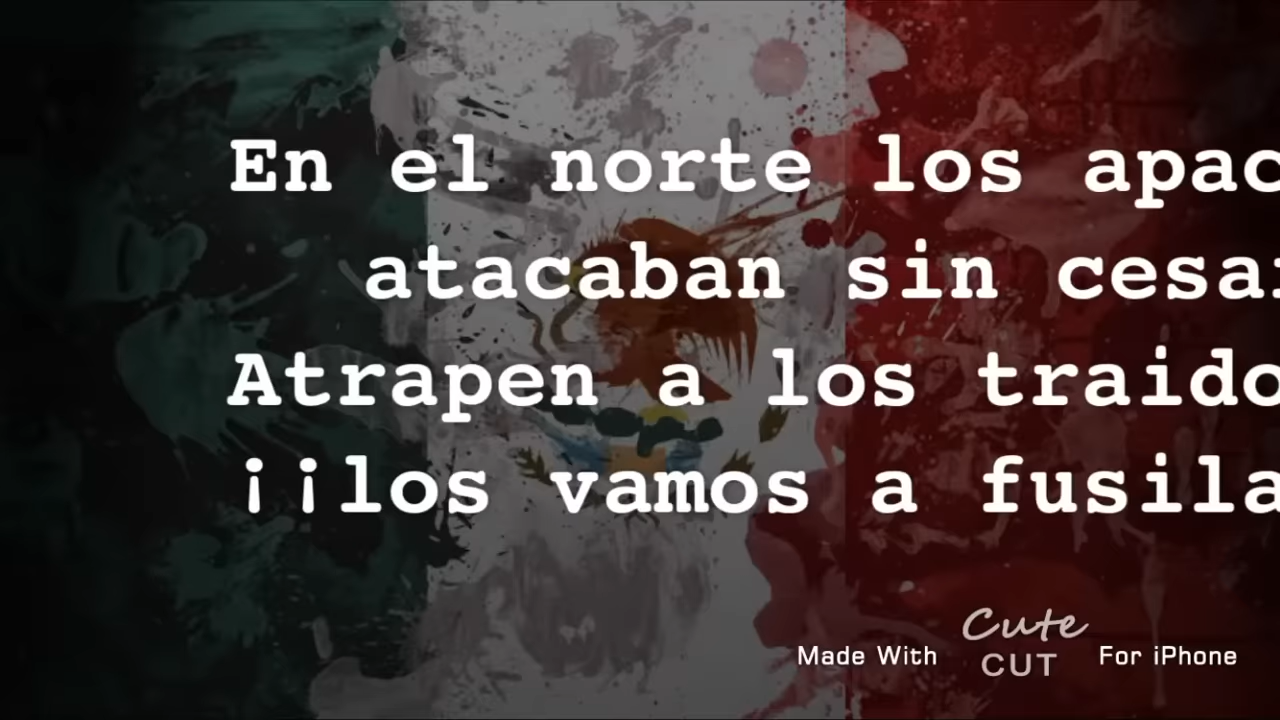 En el norte los apac
atacaban sin cesar
Atrapen a los traido
¡¡los vamos a fusila
Made With Cute CUT For iPhone